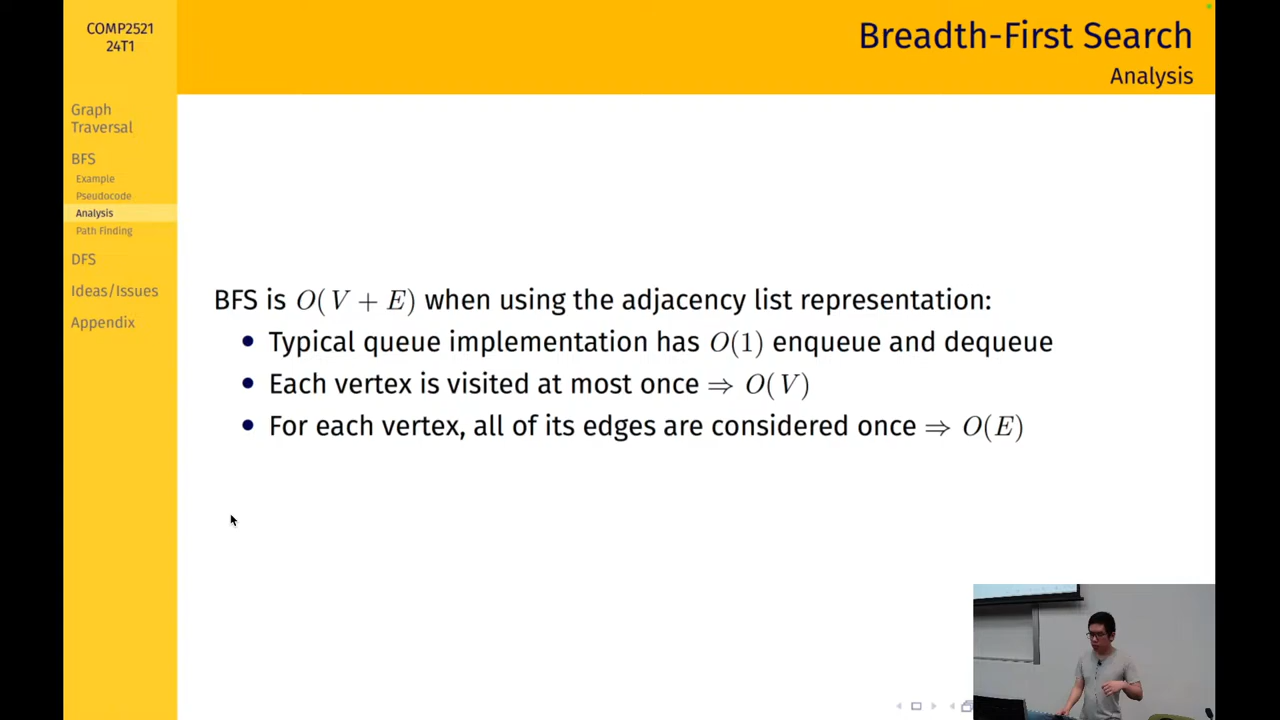 COMP2521
24T1
Breadth-First Search
Analysis
Graph
Traversal
BFS
Example
Pseudocode
Analysis
Path Finding
DFS
Ideas/Issues
Appendix
BFS is O(V + E) when using the adjacency list representation:
• Typical queue implementation has O(1) enqueue and dequeue
• Each vertex is visited at most once ⇒ O(V)
• For each vertex, all of its edges are considered once ⇒ O(E)